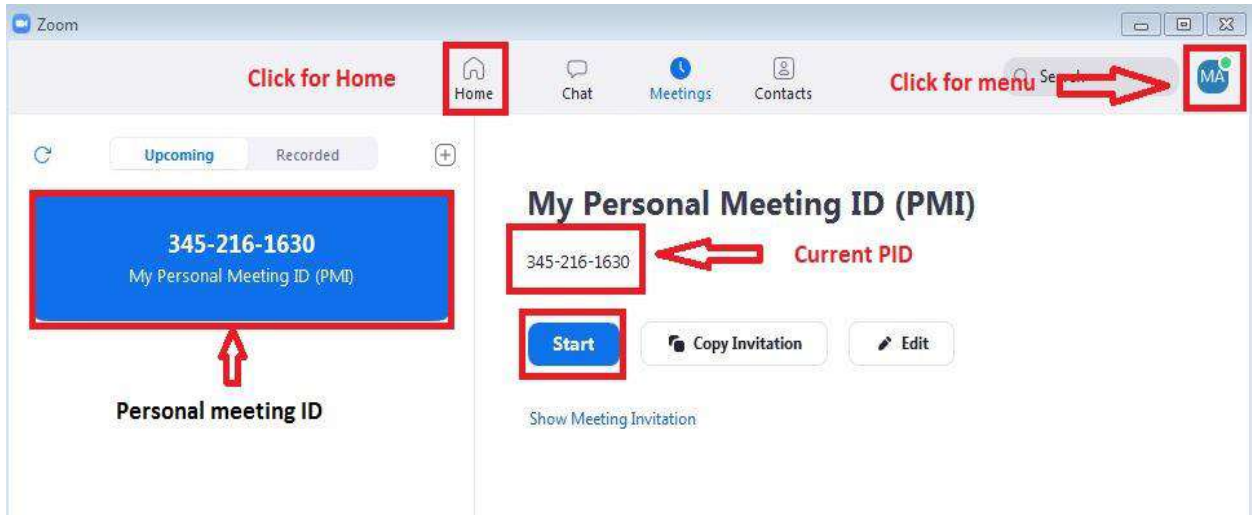 Zoom
Click for Home
Home
Chat
Meetings
Contacts
Click for menu
Search
MA
Upcoming
Recorded
345-216-1630
My Personal Meeting ID (PMI)
Personal meeting ID
My Personal Meeting ID (PMI)
345-216-1630
Current PID
Start
Copy Invitation
Edit
Show Meeting Invitation